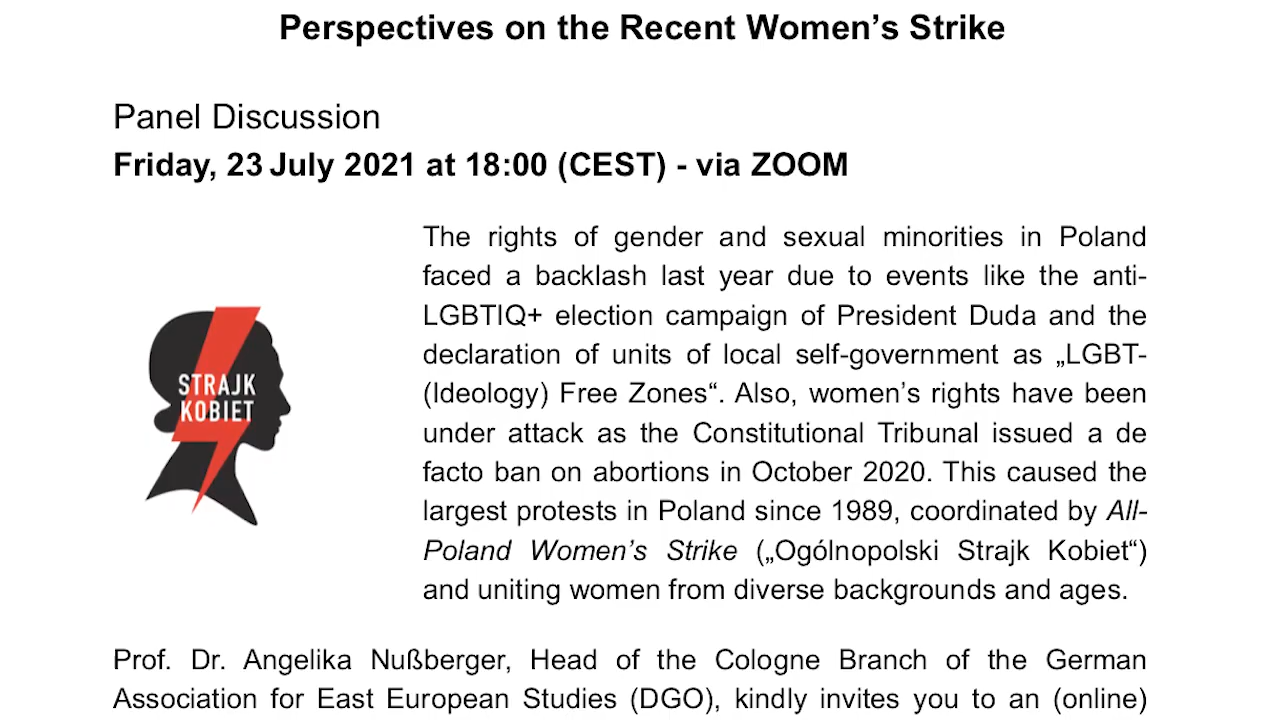 Perspectives on the Recent Women’s Strike
Panel Discussion
Friday, 23 July 2021 at 18:00 (CEST) - via ZOOM
The rights of gender and sexual minorities in Poland
faced a backlash last year due to events like the anti-
LGBTIQ+ election campaign of President Duda and the
declaration of units of local self-government as „LGBT-
(Ideology) Free Zones“. Also, women’s rights have been
under attack as the Constitutional Tribunal issued a de
facto ban on abortions in October 2020. This caused the
largest protests in Poland since 1989, coordinated by All-
Poland Women’s Strike („Ogólnopolski Strajk Kobiet“)
and uniting women from diverse backgrounds and ages.
STRAJK
KOBIET
Prof. Dr. Angelika Nußberger, Head of the Cologne Branch of the German
Association for East European Studies (DGO), kindly invites you to an (online)